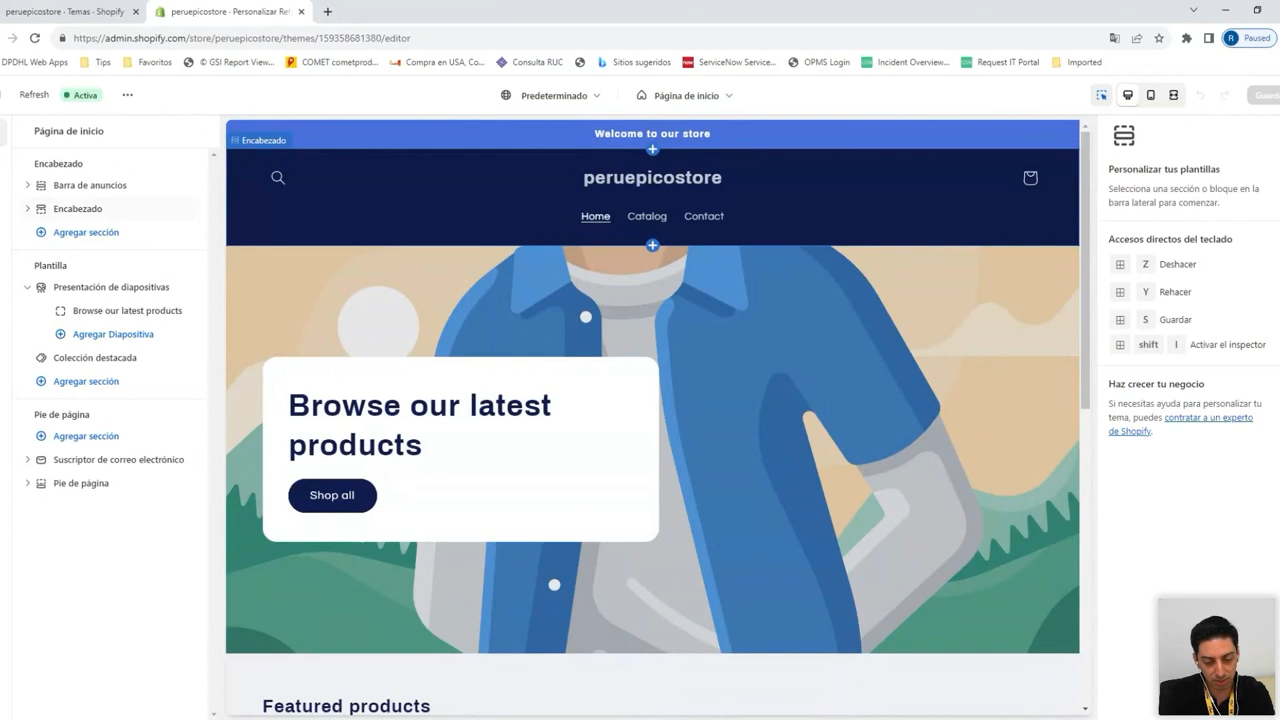 peruepicostore · Temas · Shopify
peruepicostore · Personalizar Ref
https://admin.shopify.com/store/peruepicostore/themes/159358681380/editor
R Paused
DPDHL Web Apps
Tips
Favoritos
© GSI Report View...
COMET cometprod...
Compra en USA, Co...
Consulta RUC
Sitios sugeridos
ServiceNow Service...
OPMS Login
Incident Overview...
Request IT Portal
Imported
Refresh
Activa
Predeterminado
Página de inicio
Página de inicio
Encabezado
Barra de anuncios
Encabezado
Agregar sección
Plantilla
Presentación de diapositivas
Browse our latest products
Agregar Diapositiva
Colección destacada
Agregar sección
Pie de página
Agregar sección
Suscriptor de correo electrónico
Pie de página
Welcome to our store
Encabezado
peruepicostore
Home Catalog Contact
Browse our latest
products
Shop all
Featured products
Personalizar tus plantillas
Selecciona una sección o bloque en la
barra lateral para comenzar.
Accesos directos del teclado
Z Deshacer
Y Rehacer
S Guardar
shift I Activar el inspector
Haz crecer tu negocio
Si necesitas ayuda para personalizar tu
tema, puedes contratar a un experto
de Shopify.